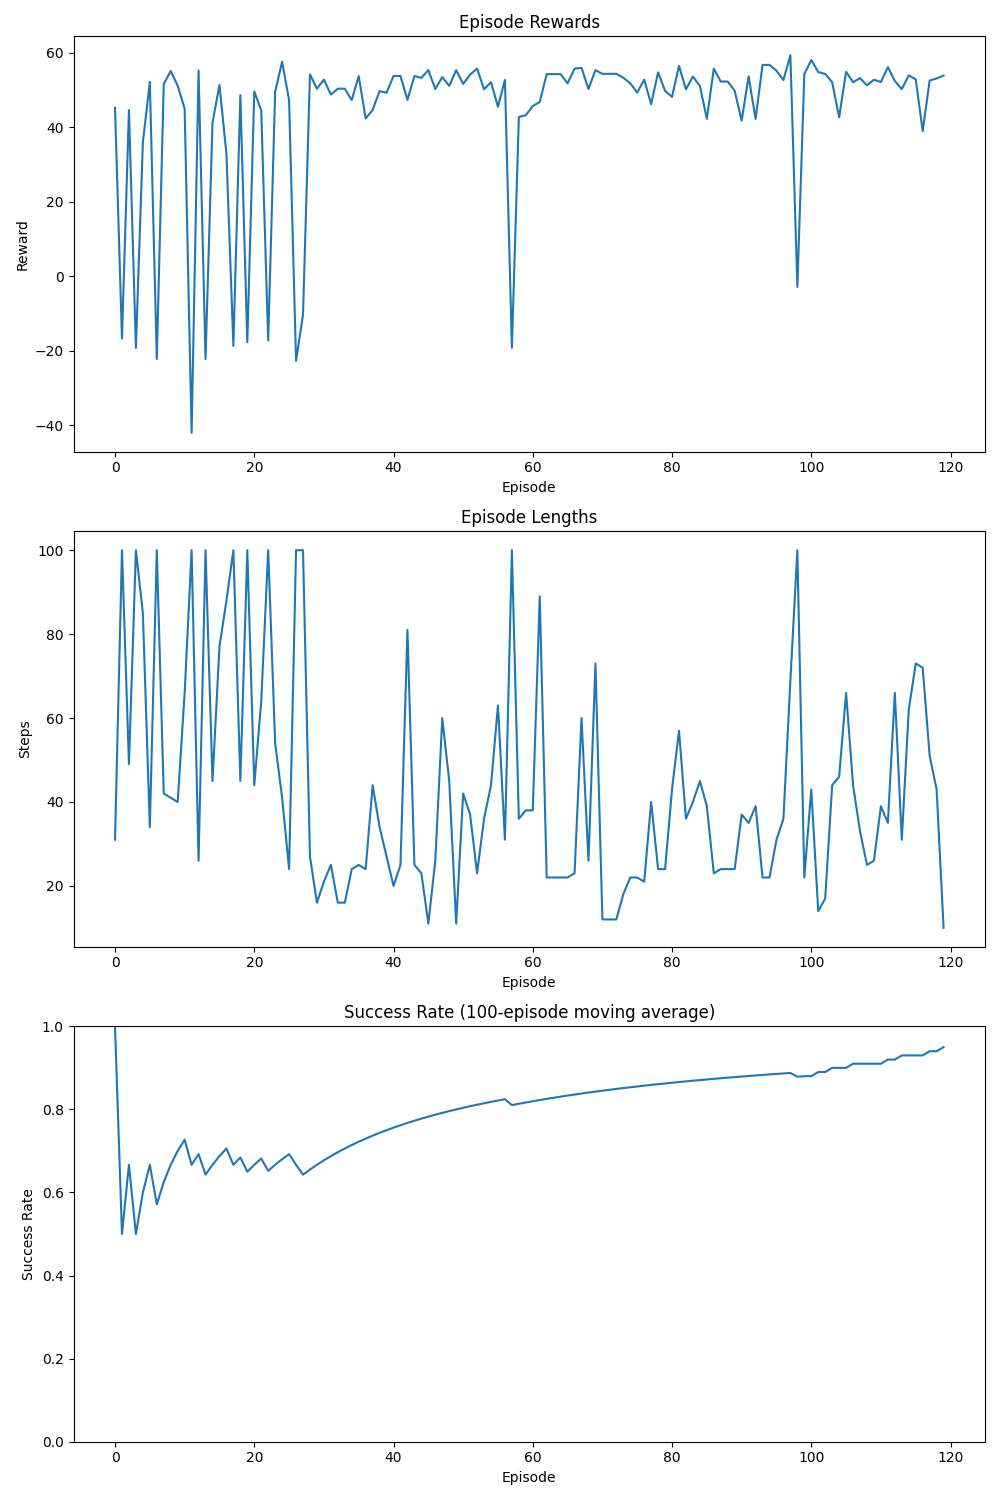 Episode Rewards
60
40
20
0
−20
−40
Reward
0 20 40 60 80 100 120
Episode
Episode Lengths
100
80
60
40
20
Steps
0 20 40 60 80 100 120
Episode
Success Rate (100-episode moving average)
1.0
0.8
0.6
0.4
0.2
0.0
Success Rate
0 20 40 60 80 100 120
Episode